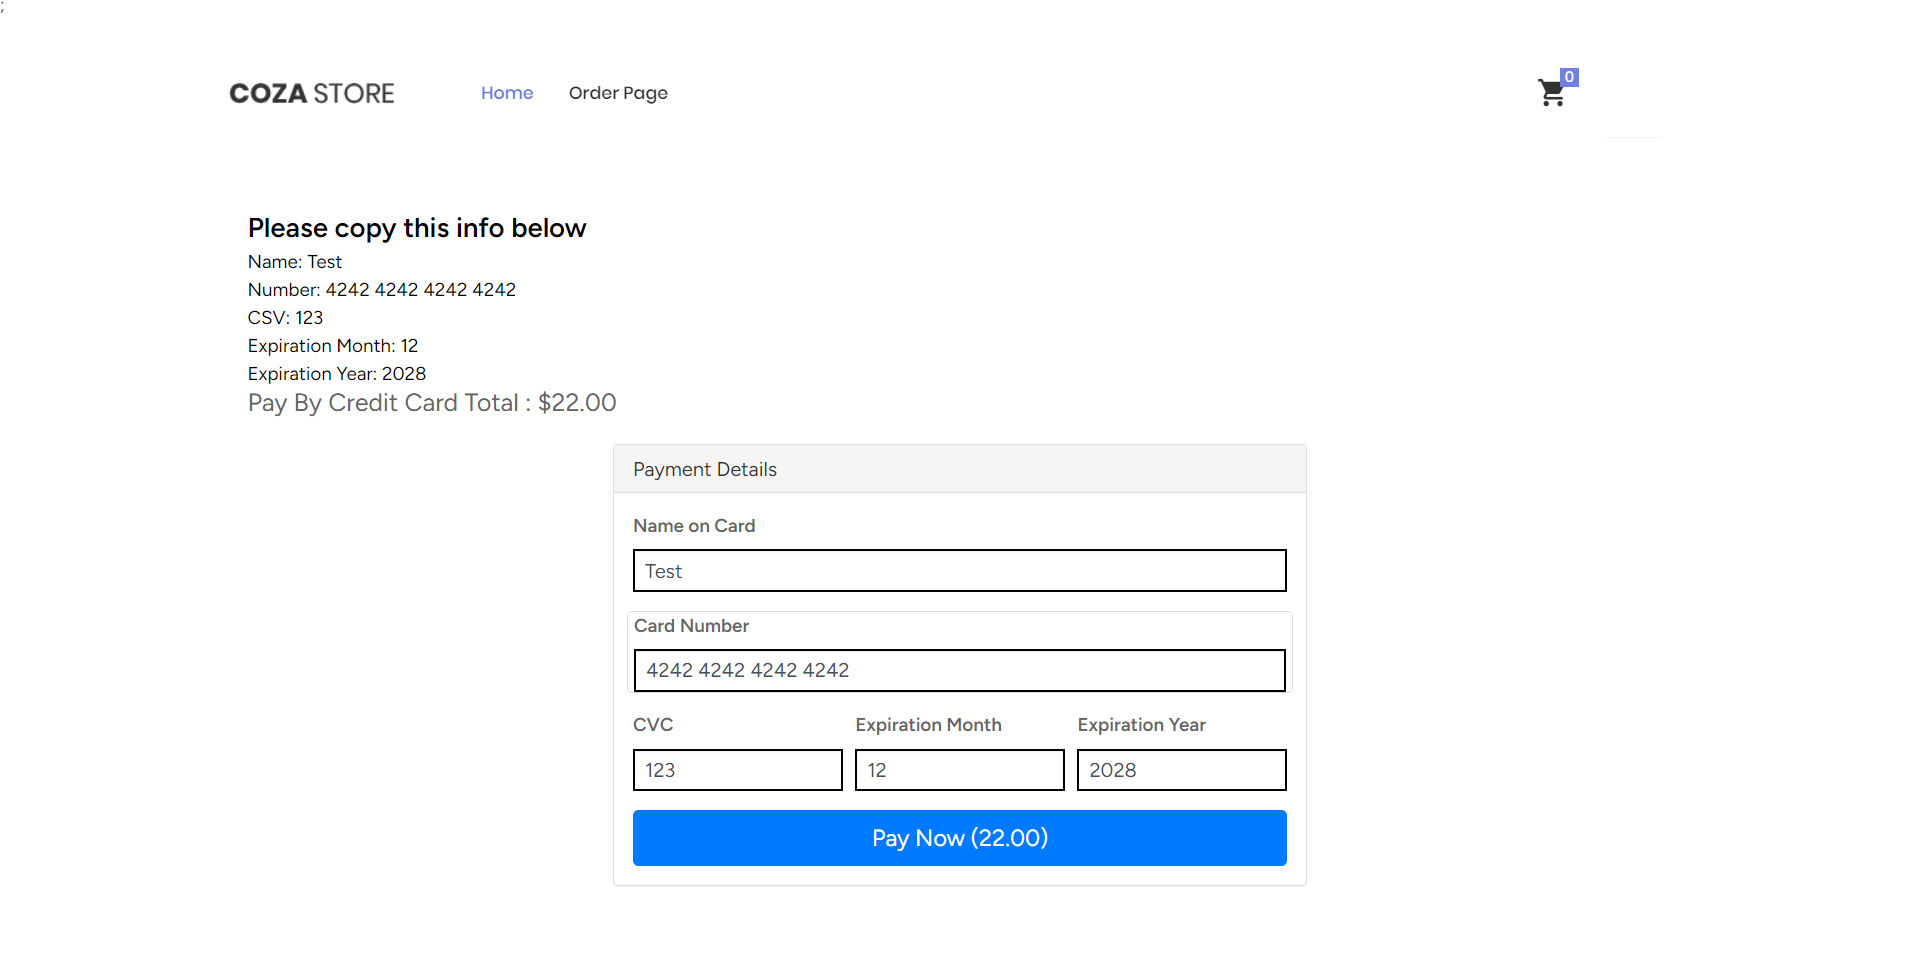 ;
COZA STORE Home Order Page 0
Please copy this info below
Name: Test
Number: 4242 4242 4242 4242
CSV: 123
Expiration Month: 12
Expiration Year: 2028
Pay By Credit Card Total : $22.00
Payment Details
Name on Card
Test
Card Number
4242 4242 4242 4242
CVC Expiration Month Expiration Year
123 12 2028
Pay Now (22.00)